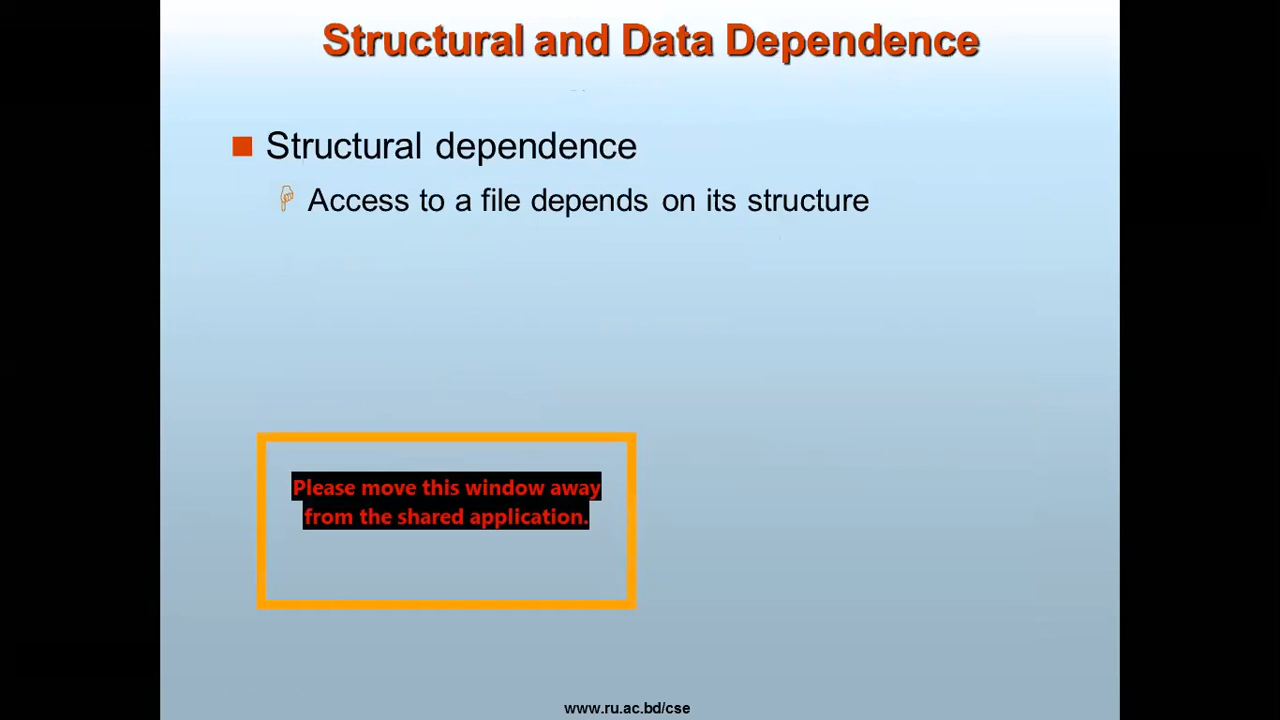 Structural and Data Dependence
Structural dependence
Access to a file depends on its structure
Please move this window away
from the shared application.
www.ru.ac.bd/cse